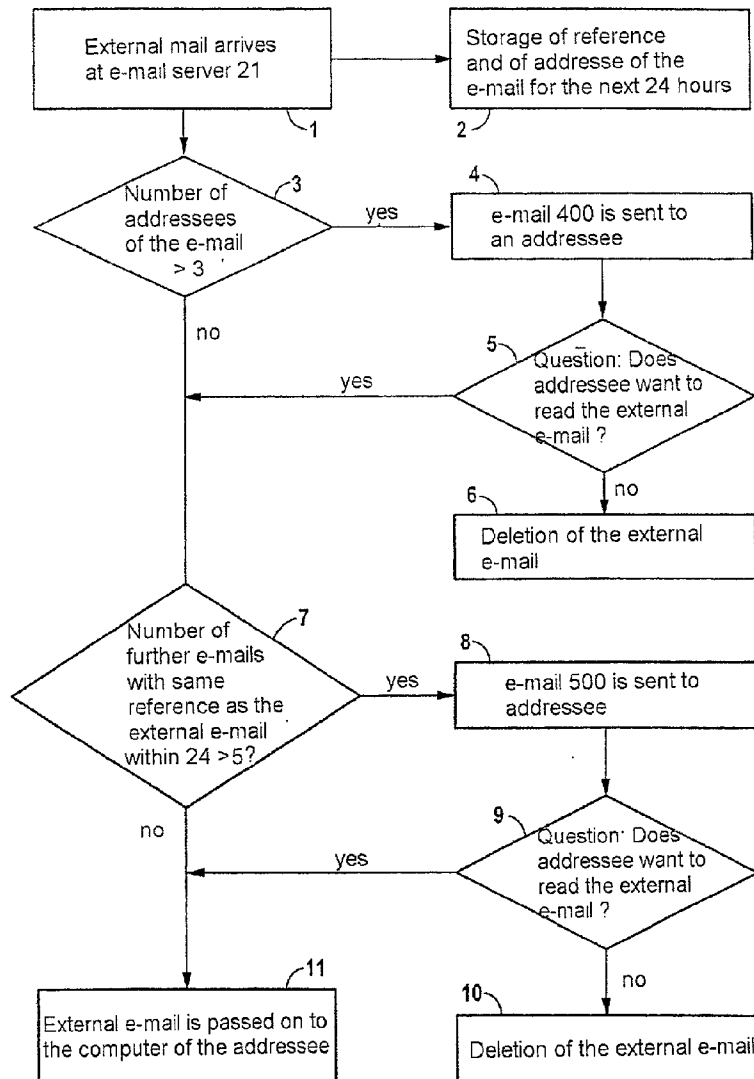 External mail arrives
at e-mail server 21
1
Storage of reference
and of addresse of the
e-mail for the next 24 hours
2
3
Number of
addressees
of the e-mail
> 3
yes
4
e-mail 400 is sent to
an addressee
no
5
Question: Does
addressee want to
read the external
e-mail ?
yes
no
6
Deletion of the external
e-mail
7
Number of
further e-mails
with same
reference as the
external e-mail
within 24 >5?
yes
8
e-mail 500 is sent to
addressee
no
9
Question: Does
addressee want to
read the external
e-mail ?
yes
no
11
External e-mail is passed on to
the computer of the addressee
10
Deletion of the external e-mail